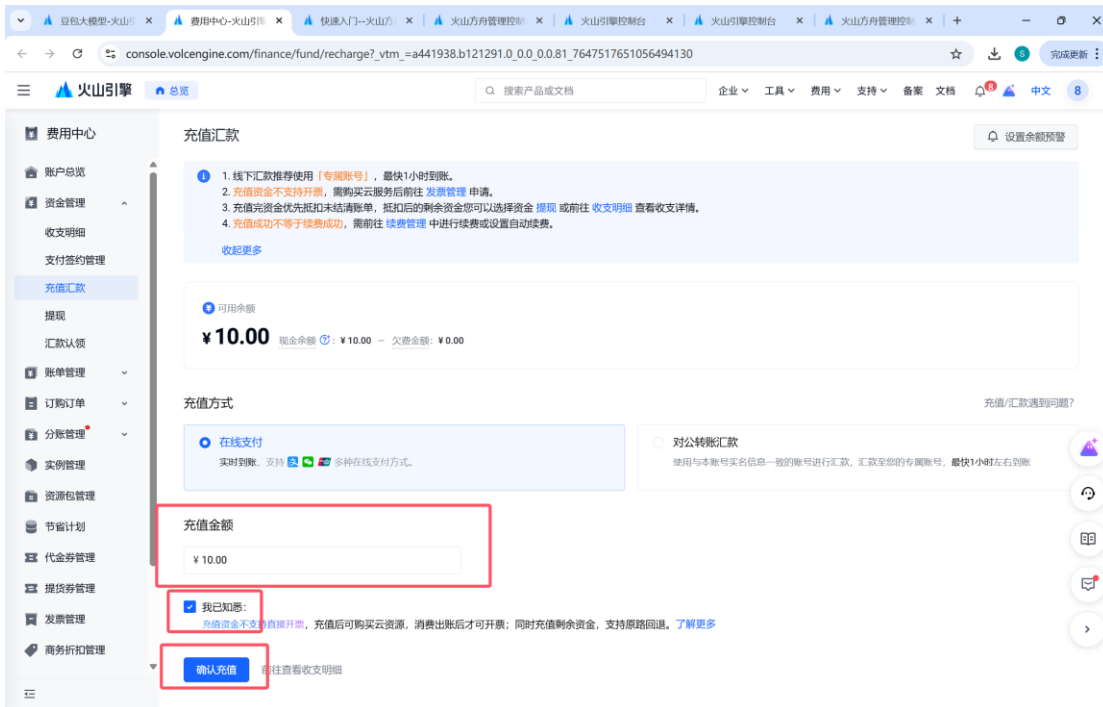 豆包大模型-火山引
费用中心-火山引擎
快速入门--火山方
火山方舟管理控制
火山引擎控制台
火山引擎控制台
火山方舟管理控制
console.volcengine.com/finance/fund/recharge?_vtm_=a441938.b121291.0_0.0_0.0.81_7647517651056494130
S
完成更新
火山引擎
总览
搜索产品或文档
企业
工具
费用
支持
备案
文档
8
中文
8
费用中心
账户总览
资金管理
收支明细
支付签约管理
充值汇款
提现
汇款认领
账单管理
订购订单
分账管理
实例管理
资源包管理
节省计划
代金券管理
提货券管理
发票管理
商务折扣管理
充值汇款
设置余额预警
1. 线下汇款推荐使用「专属账号」，最快1小时到账。
2. 充值资金不支持开票，需购买云服务后前往 发票管理 申请。
3. 充值完资金优先抵扣未结清账单，抵扣后的剩余资金您可以选择资金 提现 或前往 收支明细 查看收支详情。
4. 充值成功不等于续费成功，需前往 续费管理 中进行续费或设置自动续费。
收起更多
可用余额
¥ 10.00 现金余额 : ¥ 10.00 – 欠费金额: ¥ 0.00
充值方式
充值/汇款遇到问题?
在线支付
实时到账，支持 多种在线支付方式。
对公转账汇款
使用与本账号实名信息一致的账号进行汇款，汇款至您的专属账号，最快1小时左右到账
充值金额
¥ 10.00
我已知悉：
充值资金不支持直接开票，充值后可购买云资源，消费出账后才可开票；同时充值剩余资金，支持原路回退。了解更多
确认充值
前往查看收支明细